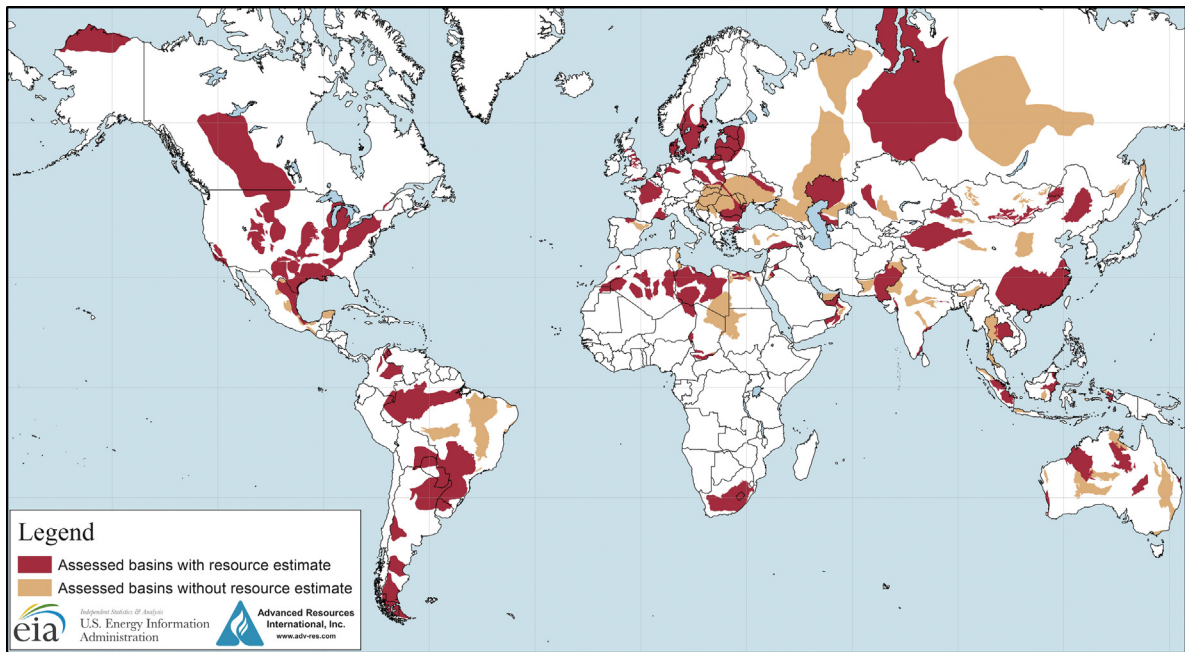 Legend
Assessed basins with resource estimate
Assessed basins without resource estimate
eia
Independent Statistics & Analysis
U.S. Energy Information
Administration
Advanced Resources
International, Inc.
www.adv-res.com